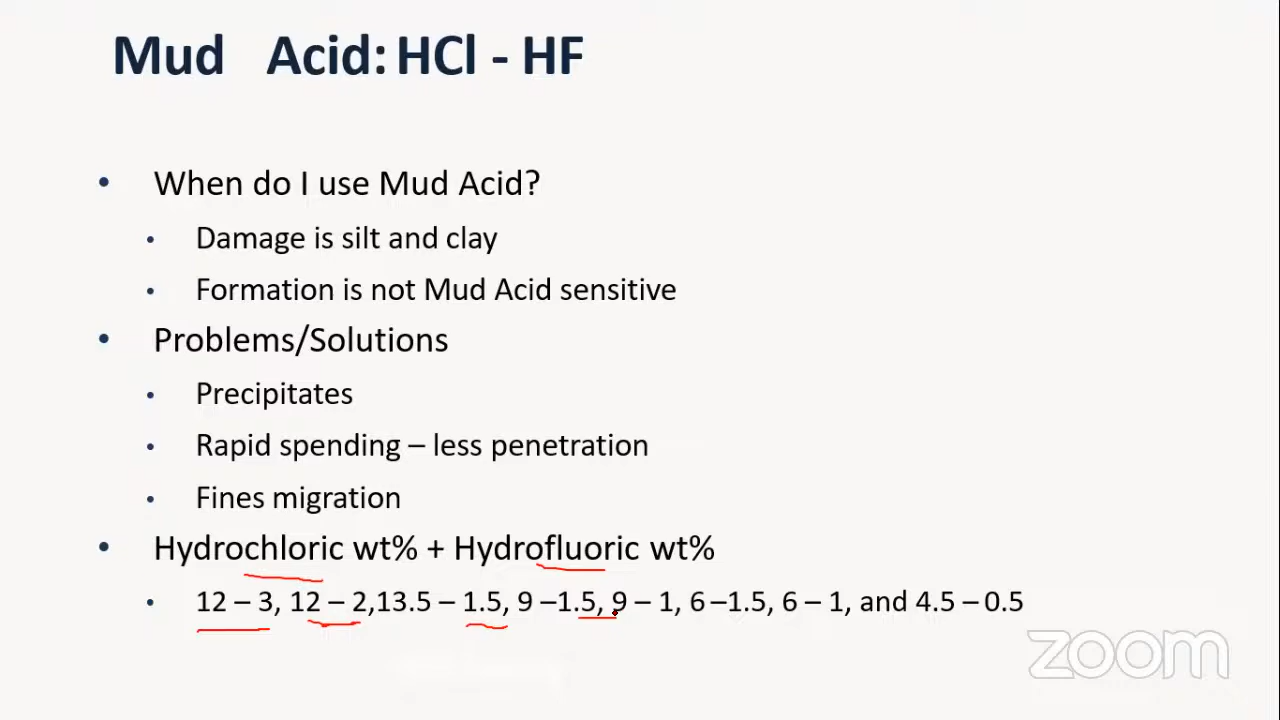 Mud Acid: HCl - HF
• When do I use Mud Acid?
• Damage is silt and clay
• Formation is not Mud Acid sensitive
• Problems/Solutions
• Precipitates
• Rapid spending – less penetration
• Fines migration
• Hydrochloric wt% + Hydrofluoric wt%
• 12 – 3, 12 – 2,13.5 – 1.5, 9 –1.5, 9 – 1, 6 –1.5, 6 – 1, and 4.5 – 0.5
zoom